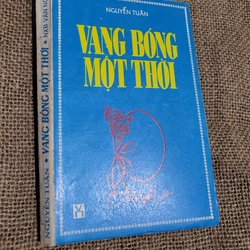 NGUYỄN TUÂN
VANG BÓNG
MỘT THỜI
NGUYỄN TUÂN • VANG BÓNG MỘT THỜI • NXB VĂN